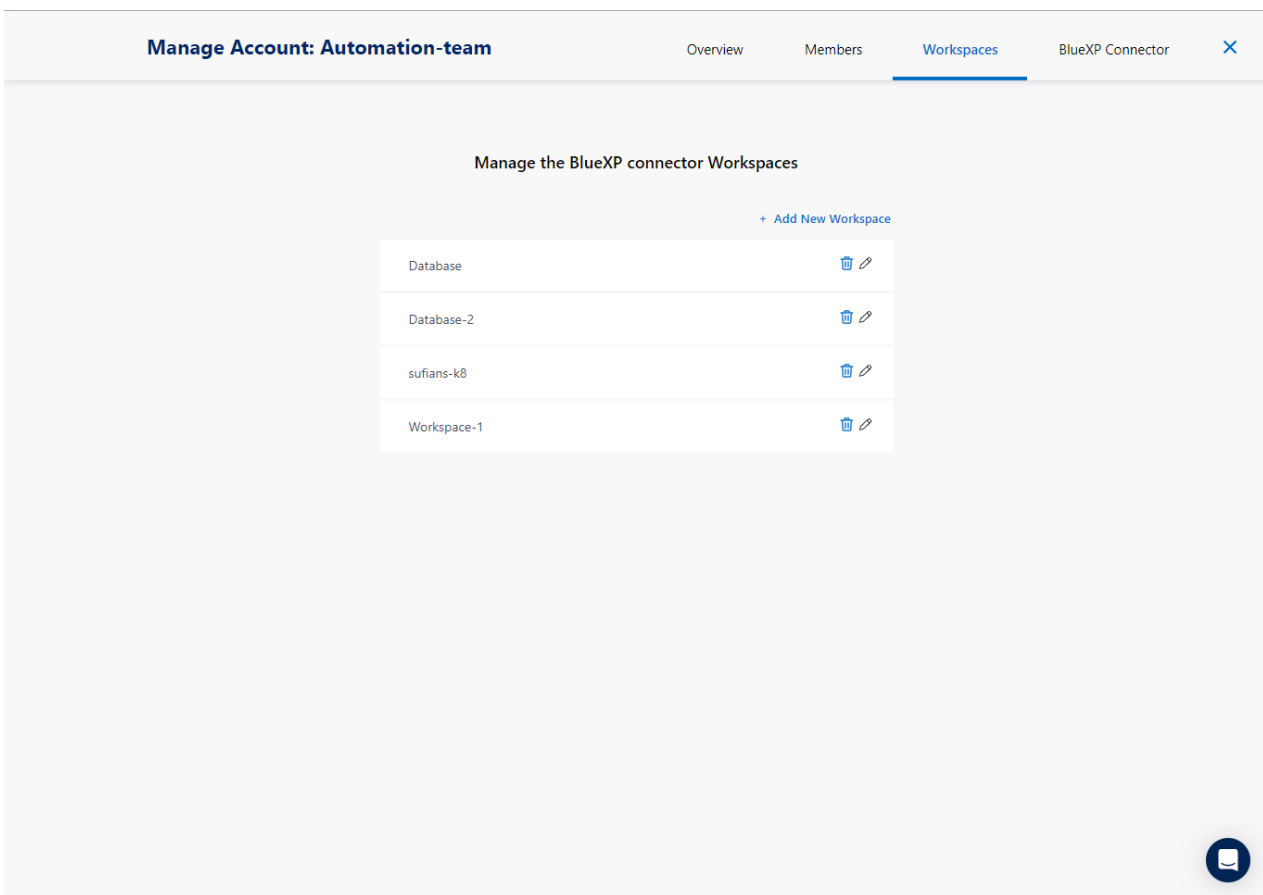 Manage Account: Automation-team Overview Members Workspaces BlueXP Connector
Manage the BlueXP connector Workspaces
+ Add New Workspace
Database
Database-2
sufians-k8
Workspace-1